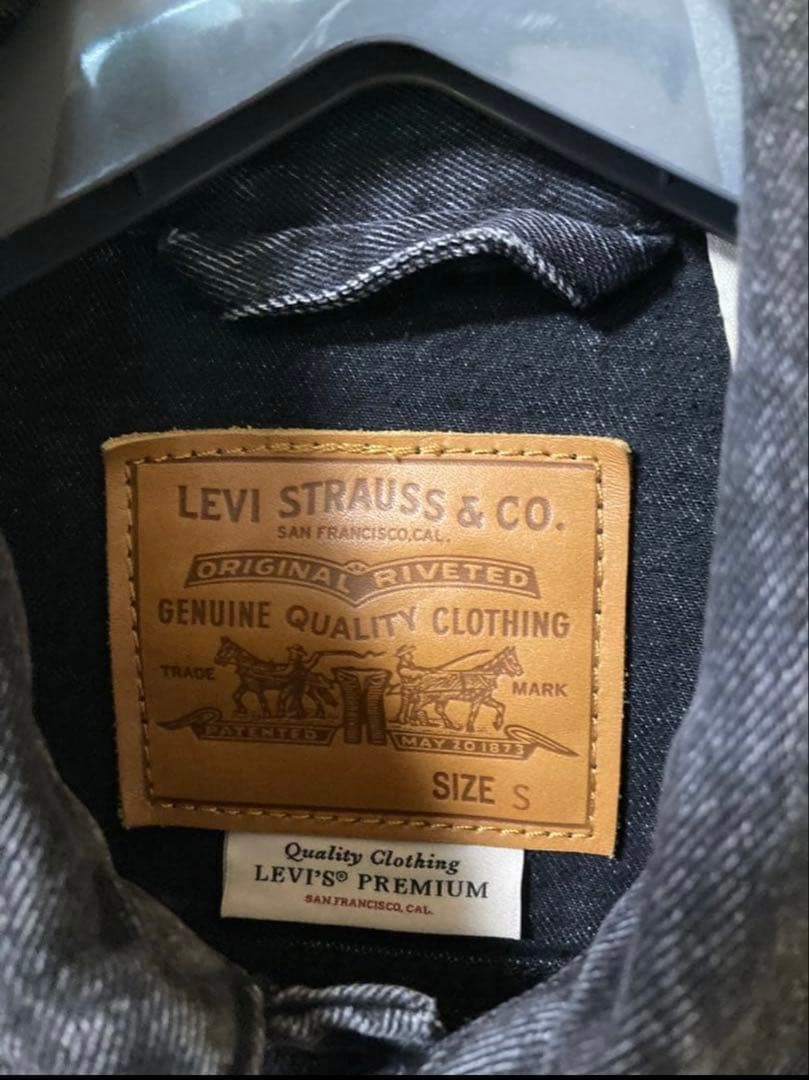 LEVI STRAUSS & CO.
SAN FRANCISCO,CAL.
ORIGINAL RIVETED
GENUINE QUALITY CLOTHING
TRADE MARK
PATENTED MAY 20 1873
SIZE S
Quality Clothing
LEVI'S® PREMIUM
SAN FRANCISCO, CAL.